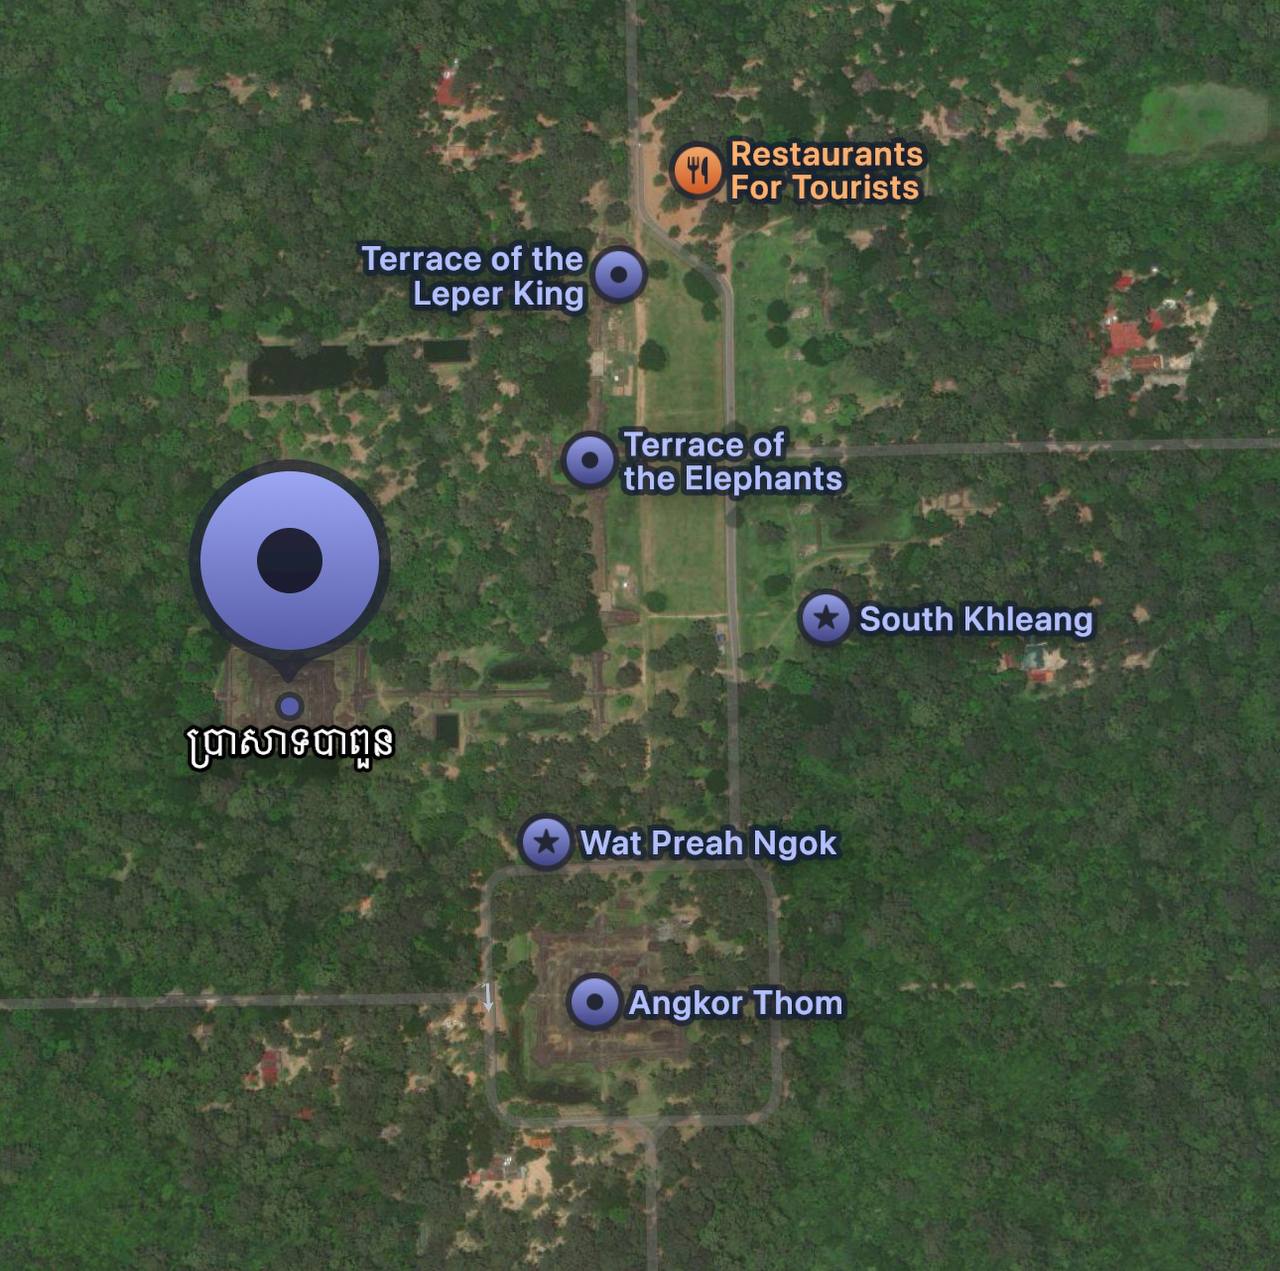 Restaurants
For Tourists
Terrace of the
Leper King
Terrace of
the Elephants
South Khleang
ប្រាសាទបាពួន
Wat Preah Ngok
Angkor Thom